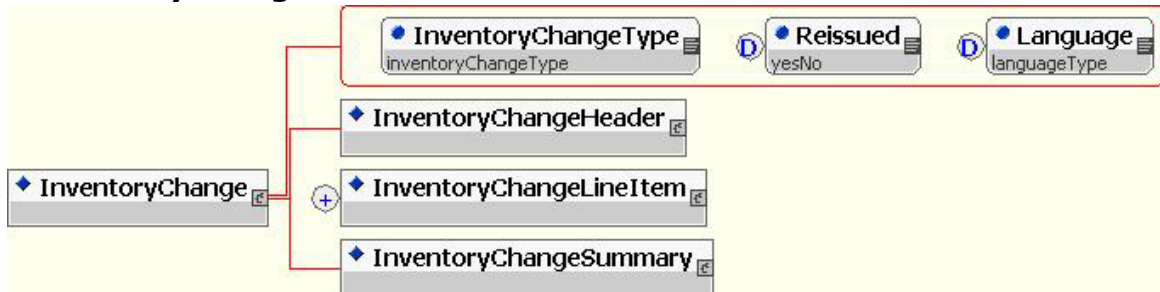 InventoryChangeType
inventoryChangeType
D
Reissued
yesNo
D
Language
languageType
InventoryChangeHeader
InventoryChange
+
InventoryChangeLineItem
InventoryChangeSummary